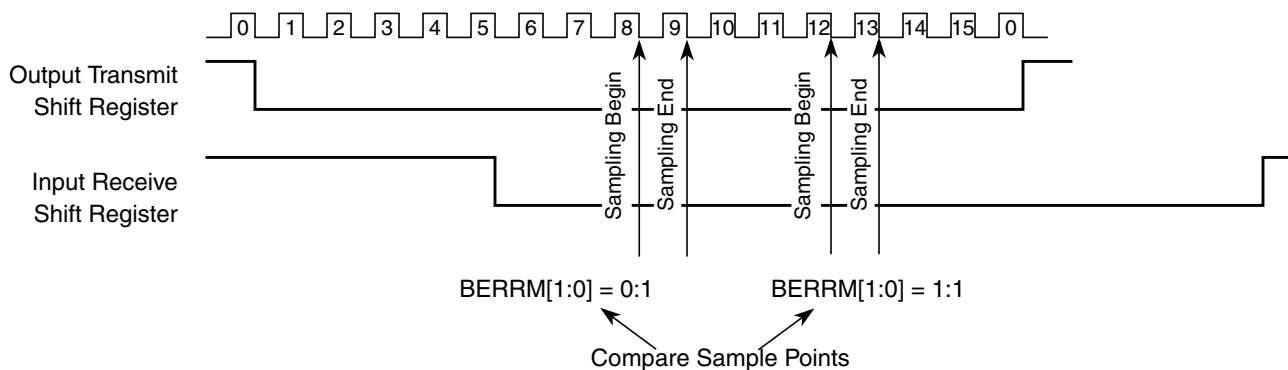 0 1 2 3 4 5 6 7 8 9 10 11 12 13 14 15 0
Output Transmit
Shift Register
Input Receive
Shift Register
Sampling Begin
Sampling End
Sampling Begin
Sampling End
BERRM[1:0] = 0:1
BERRM[1:0] = 1:1
Compare Sample Points